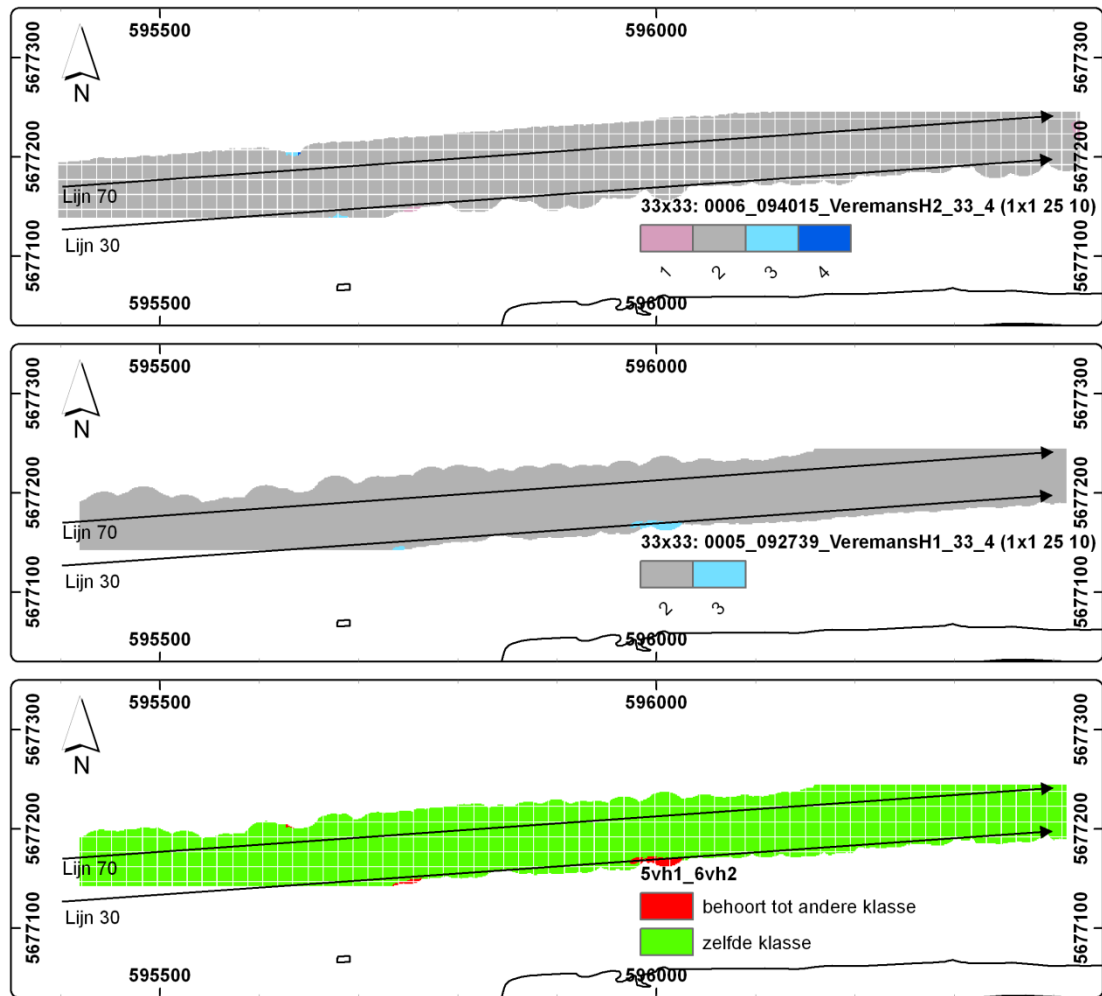 595500
596000
5677300
5677300
N
5677200
5677200
Lijn 70
Lijn 30
33x33: 0006_094015_VeremansH2_33_4 (1x1 25 10)
1
2
3
4
5677100
5677100
595500
596000
595500
596000
5677300
5677300
N
5677200
5677200
Lijn 70
Lijn 30
33x33: 0005_092739_VeremansH1_33_4 (1x1 25 10)
2
3
5677100
5677100
595500
596000
595500
596000
5677300
5677300
N
5677200
5677200
Lijn 70
Lijn 30
5vh1_6vh2
behoort tot andere klasse
zelfde klasse
5677100
5677100
595500
596000